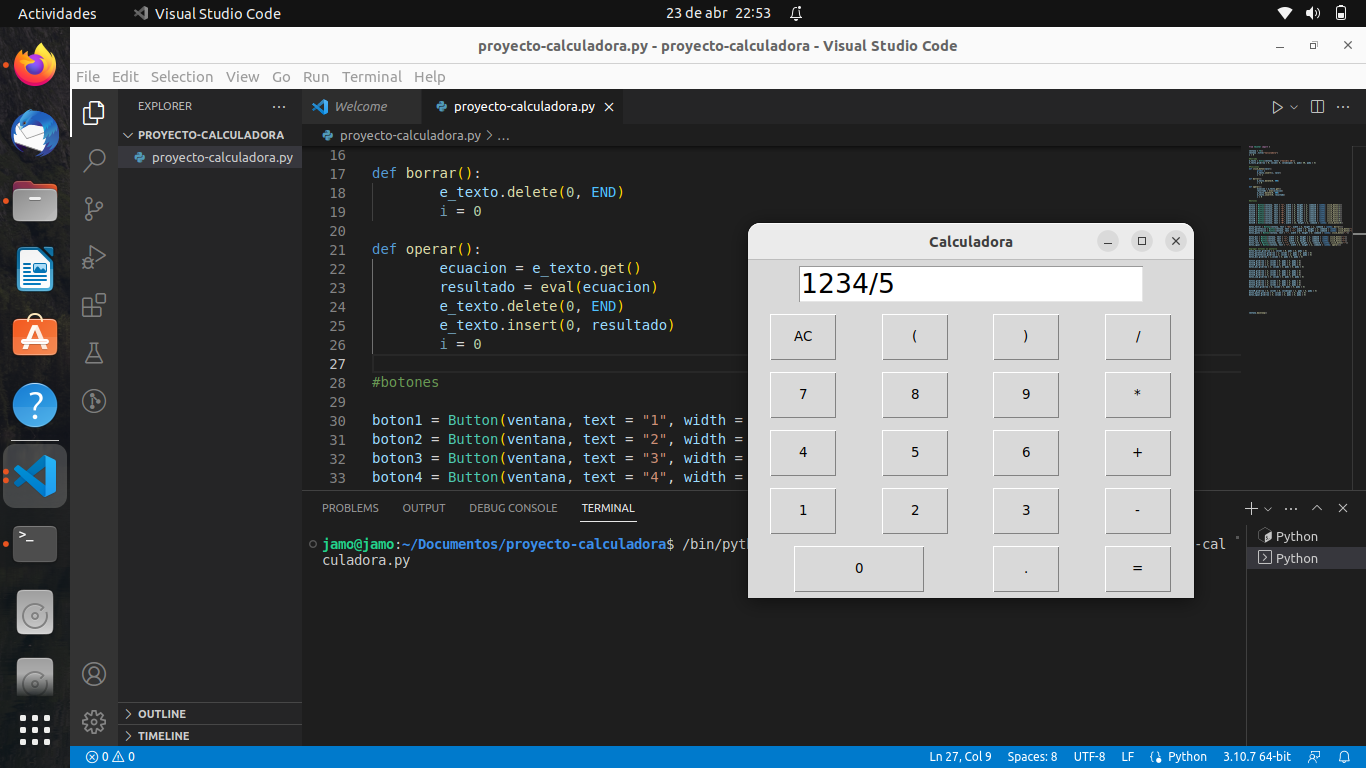 Actividades Visual Studio Code 23 de abr 22:53
proyecto-calculadora.py - proyecto-calculadora - Visual Studio Code
File Edit Selection View Go Run Terminal Help
EXPLORER
Welcome proyecto-calculadora.py
PROYECTO-CALCULADORA
proyecto-calculadora.py
proyecto-calculadora.py > ...
16
17 def borrar():
18 e_texto.delete(0, END)
19 i = 0
20
21 def operar():
22 ecuacion = e_texto.get()
23 resultado = eval(ecuacion)
24 e_texto.delete(0, END)
25 e_texto.insert(0, resultado)
26 i = 0
27
28 #botones
29
30 boton1 = Button(ventana, text = "1", width =
31 boton2 = Button(ventana, text = "2", width =
32 boton3 = Button(ventana, text = "3", width =
33 boton4 = Button(ventana, text = "4", width =
Calculadora
1234/5
AC ( ) /
7 8 9 *
4 5 6 +
1 2 3 -
0 . =
PROBLEMS OUTPUT DEBUG CONSOLE TERMINAL
jamo@jamo:~/Documentos/proyecto-calculadora$ /bin/pyt -cal
culadora.py
Python
Python
OUTLINE
TIMELINE
0 0 Ln 27, Col 9 Spaces: 8 UTF-8 LF Python 3.10.7 64-bit